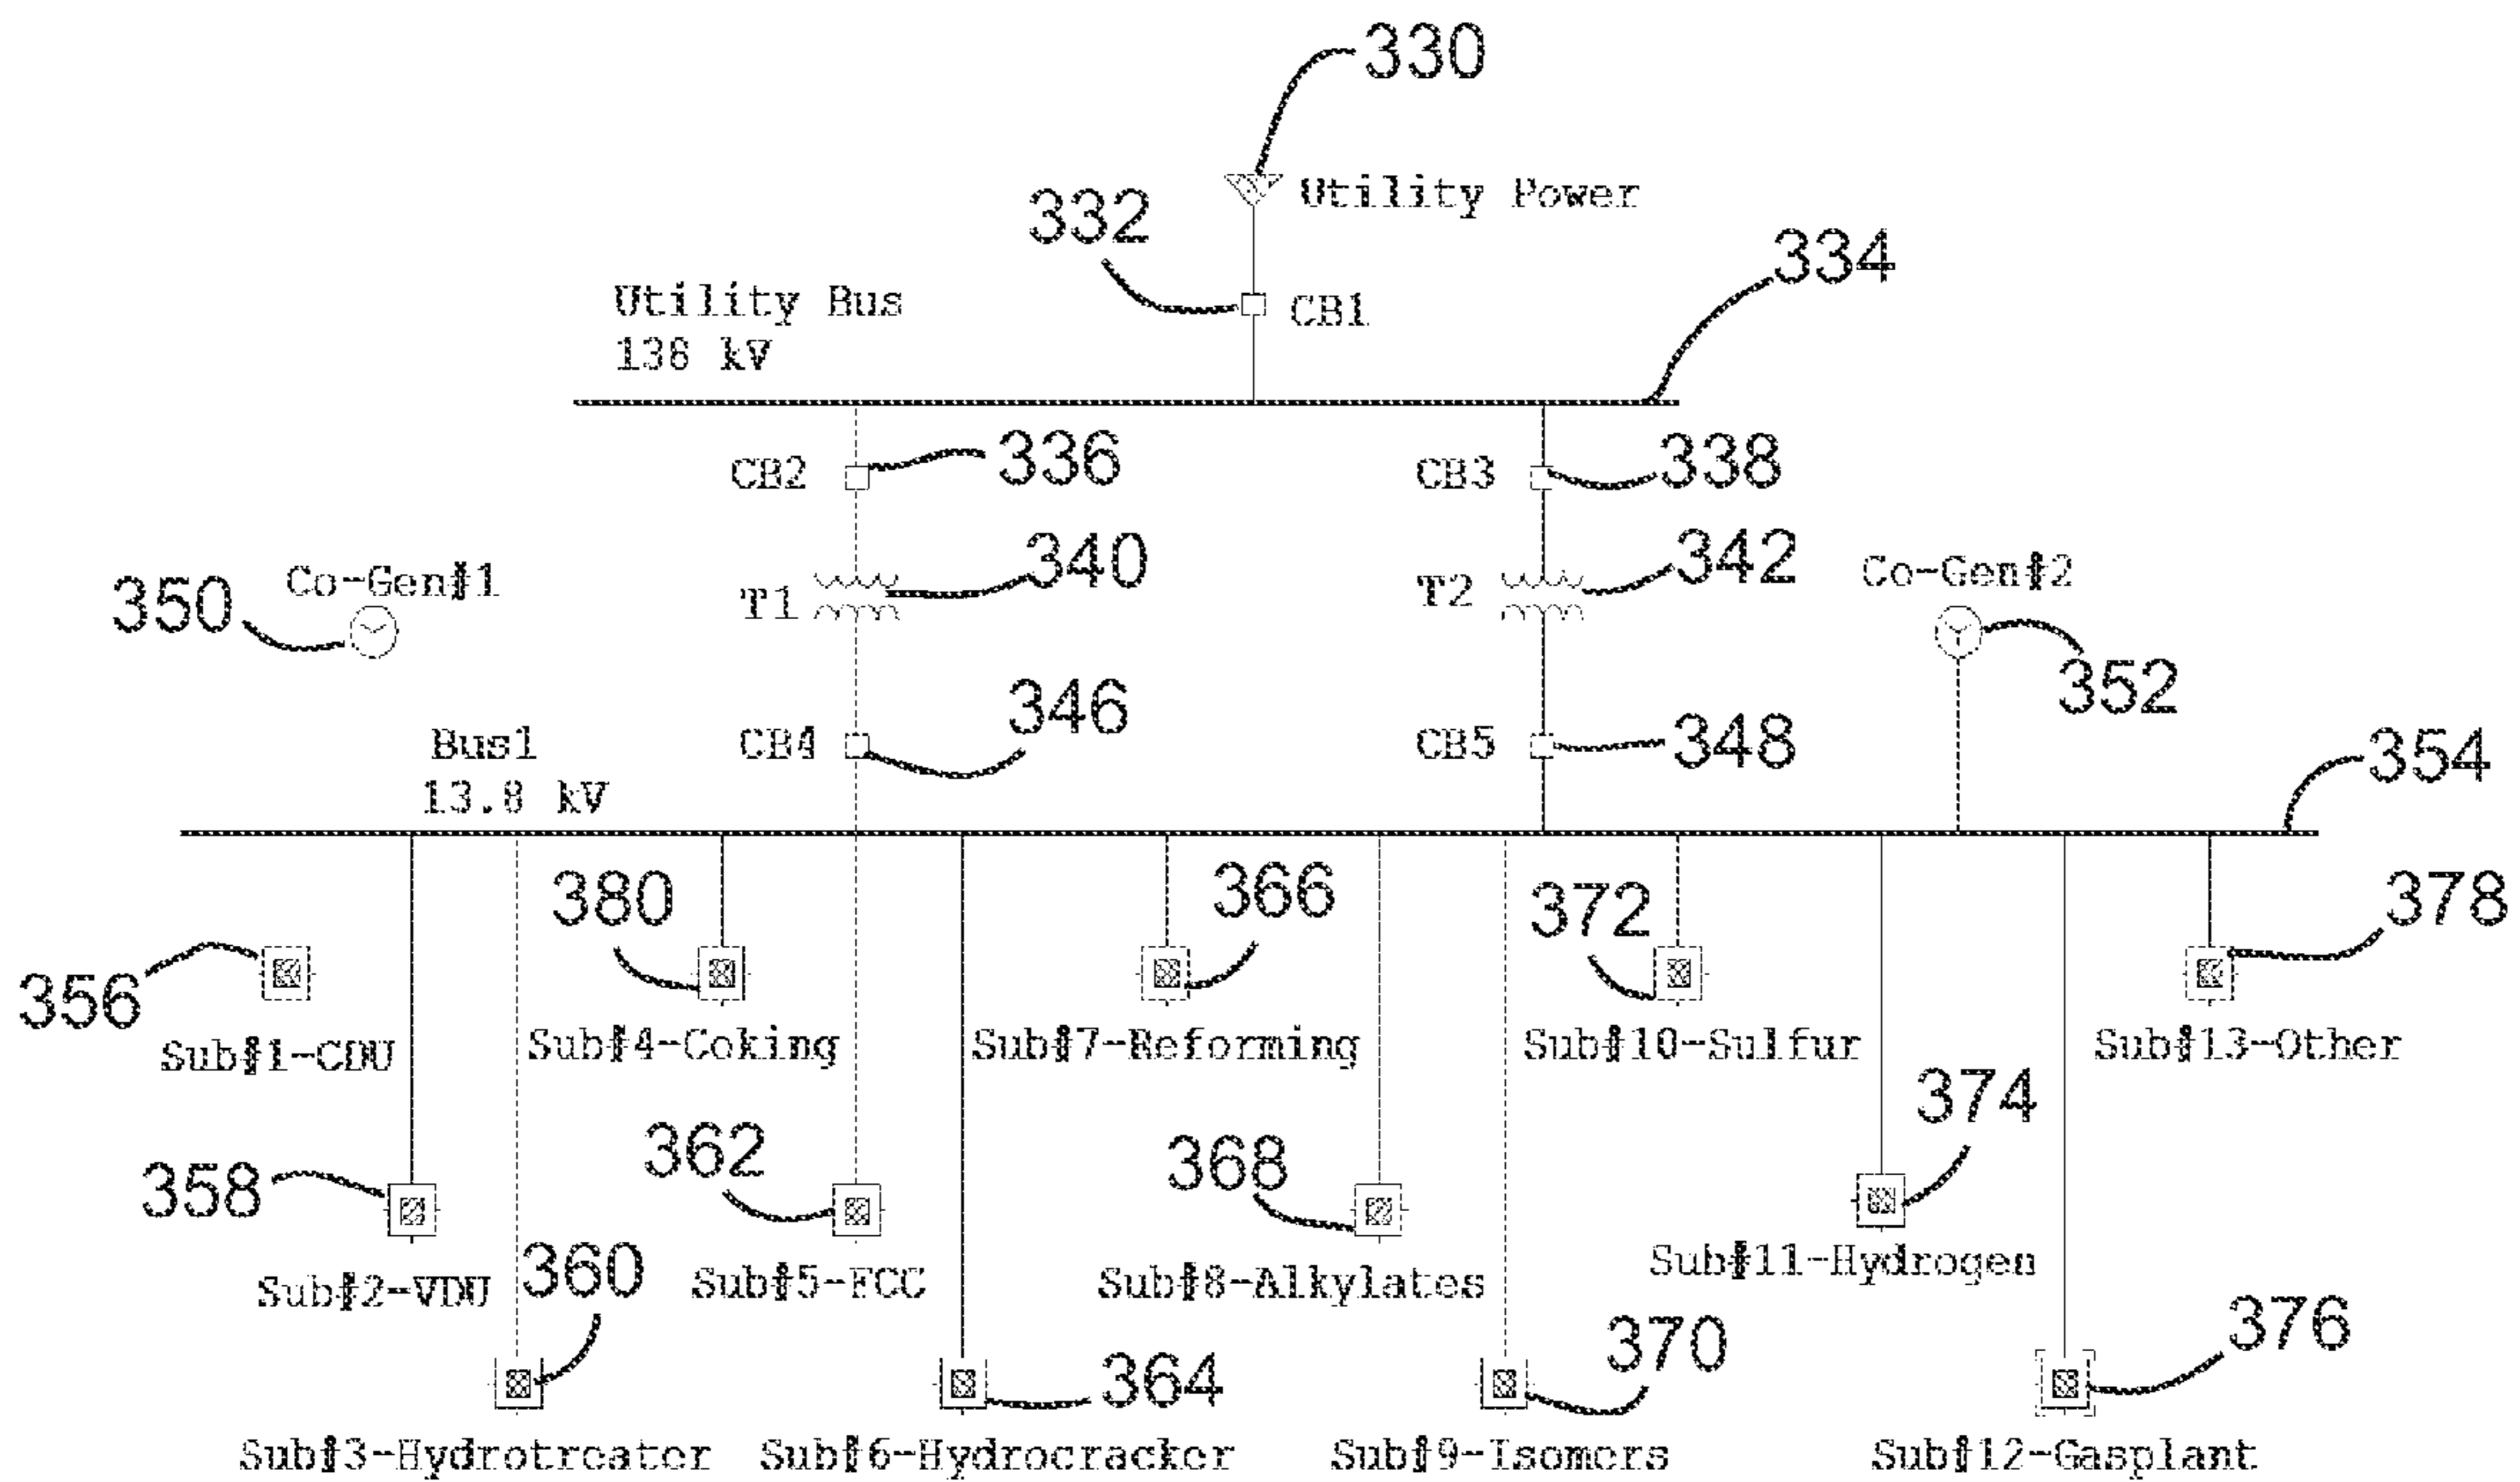 330
Utility Power
332
334
Utility Bus
CB1
138 kV
CB2
336
CB3
338
340
342
Co-Gen#1
Co-Gen#2
350
T1
T2
352
346
Bus1
CB4
CB5
348
354
13.8 kV
380
366
372
378
356
Sub#1-CDU
Sub#4-Coking
Sub#7-Reforming
Sub#10-Sulfur
Sub#13-Other
374
362
368
358
Sub#2-VDU
360
Sub#5-FCC
Sub#8-Alkylates
Sub#11-Hydrogen
370
376
364
Sub#3-Hydrotreater
Sub#6-Hydrocracker
Sub#9-Isomers
Sub#12-Gasplant